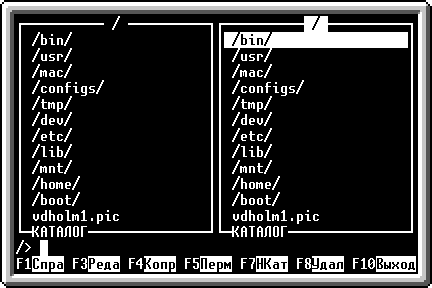 / /
/bin/ /bin/
/usr/ /usr/
/mac/ /mac/
/configs/ /configs/
/tmp/ /tmp/
/dev/ /dev/
/etc/ /etc/
/lib/ /lib/
/mnt/ /mnt/
/home/ /home/
/boot/ /boot/
vdholm1.pic vdholm1.pic
КАТАЛОГ КАТАЛОГ
/>
F1Спра F3Реда F4Копр F5Перм F7НКат F8Удал F10Выход